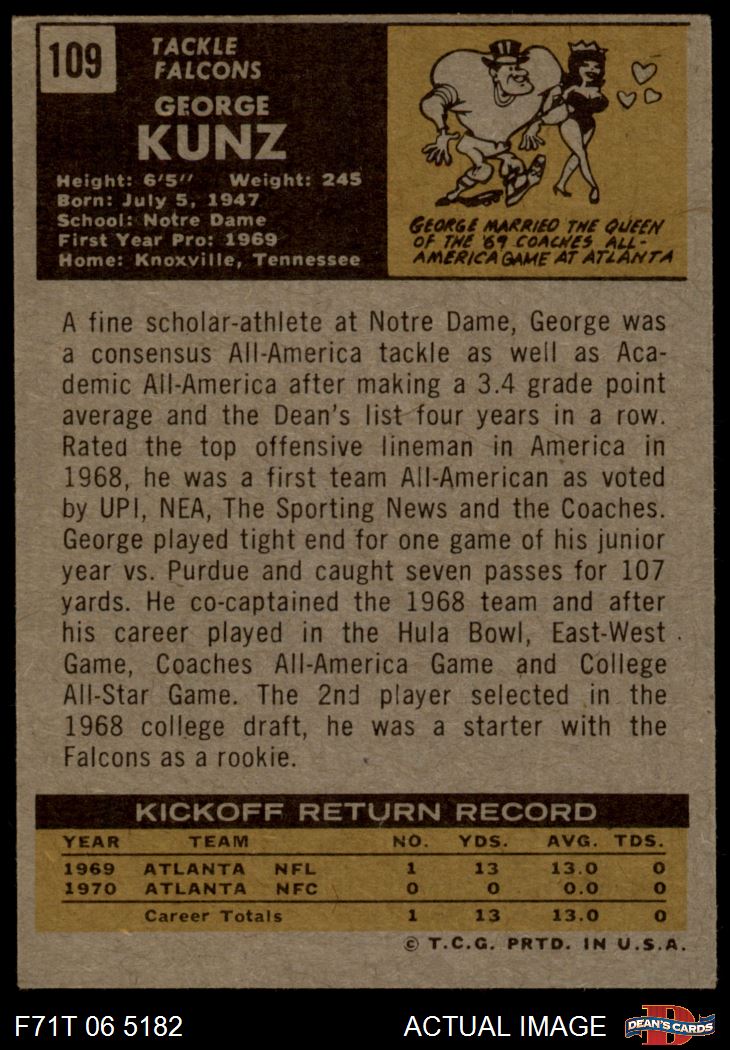 109
TACKLE
FALCONS
GEORGE
KUNZ
Height: 6'5'' Weight: 245
Born: July 5, 1947
School: Notre Dame
First Year Pro: 1969
Home: Knoxville, Tennessee
GEORGE MARRIED THE QUEEN
OF THE '69 COACHES ALL-
AMERICA GAME AT ATLANTA
A fine scholar-athlete at Notre Dame, George was
a consensus All-America tackle as well as Aca-
demic All-America after making a 3.4 grade point
average and the Dean's list four years in a row.
Rated the top offensive lineman in America in
1968, he was a first team All-American as voted
by UPI, NEA, The Sporting News and the Coaches.
George played tight end for one game of his junior
year vs. Purdue and caught seven passes for 107
yards. He co-captained the 1968 team and after
his career played in the Hula Bowl, East-West
Game, Coaches All-America Game and College
All-Star Game. The 2nd player selected in the
1968 college draft, he was a starter with the
Falcons as a rookie.
KICKOFF RETURN RECORD
YEAR TEAM NO. YDS. AVG. TDS.
1969 ATLANTA NFL 1 13 13.0 0
1970 ATLANTA NFC 0 0 0.0 0
Career Totals 1 13 13.0 0
© T.C.G. PRTD. IN U.S.A.
F71T 06 5182 ACTUAL IMAGE D DEAN'S CARDS